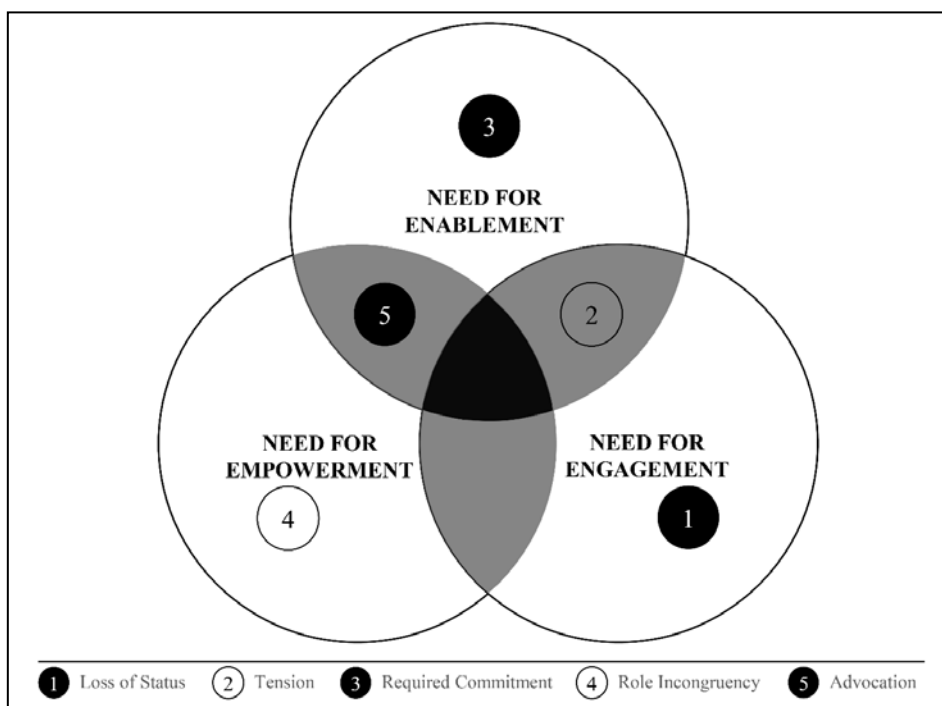 3
NEED FOR
ENABLEMENT
5
2
NEED FOR
EMPOWERMENT
NEED FOR
ENGAGEMENT
4
1
1 Loss of Status 2 Tension 3 Required Commitment 4 Role Incongruency 5 Advocation